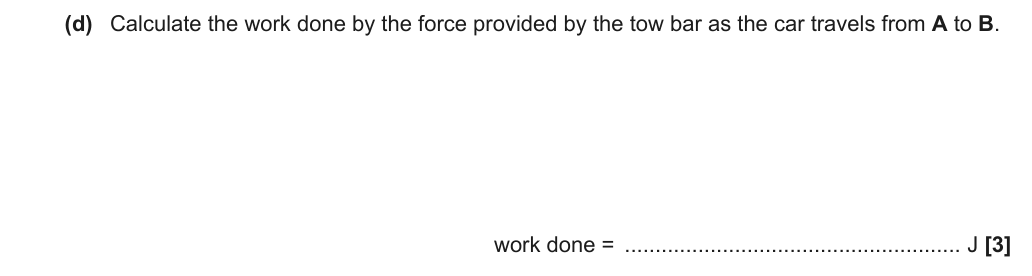 (d) Calculate the work done by the force provided by the tow bar as the car travels from A to B.
work done = ...................................................... J [3]